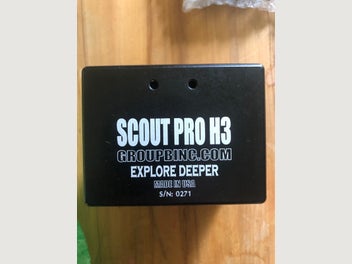 SCOUT PRO H3
GROUPBINC.COM
EXPLORE DEEPER
MADE IN USA
S/N: 0271